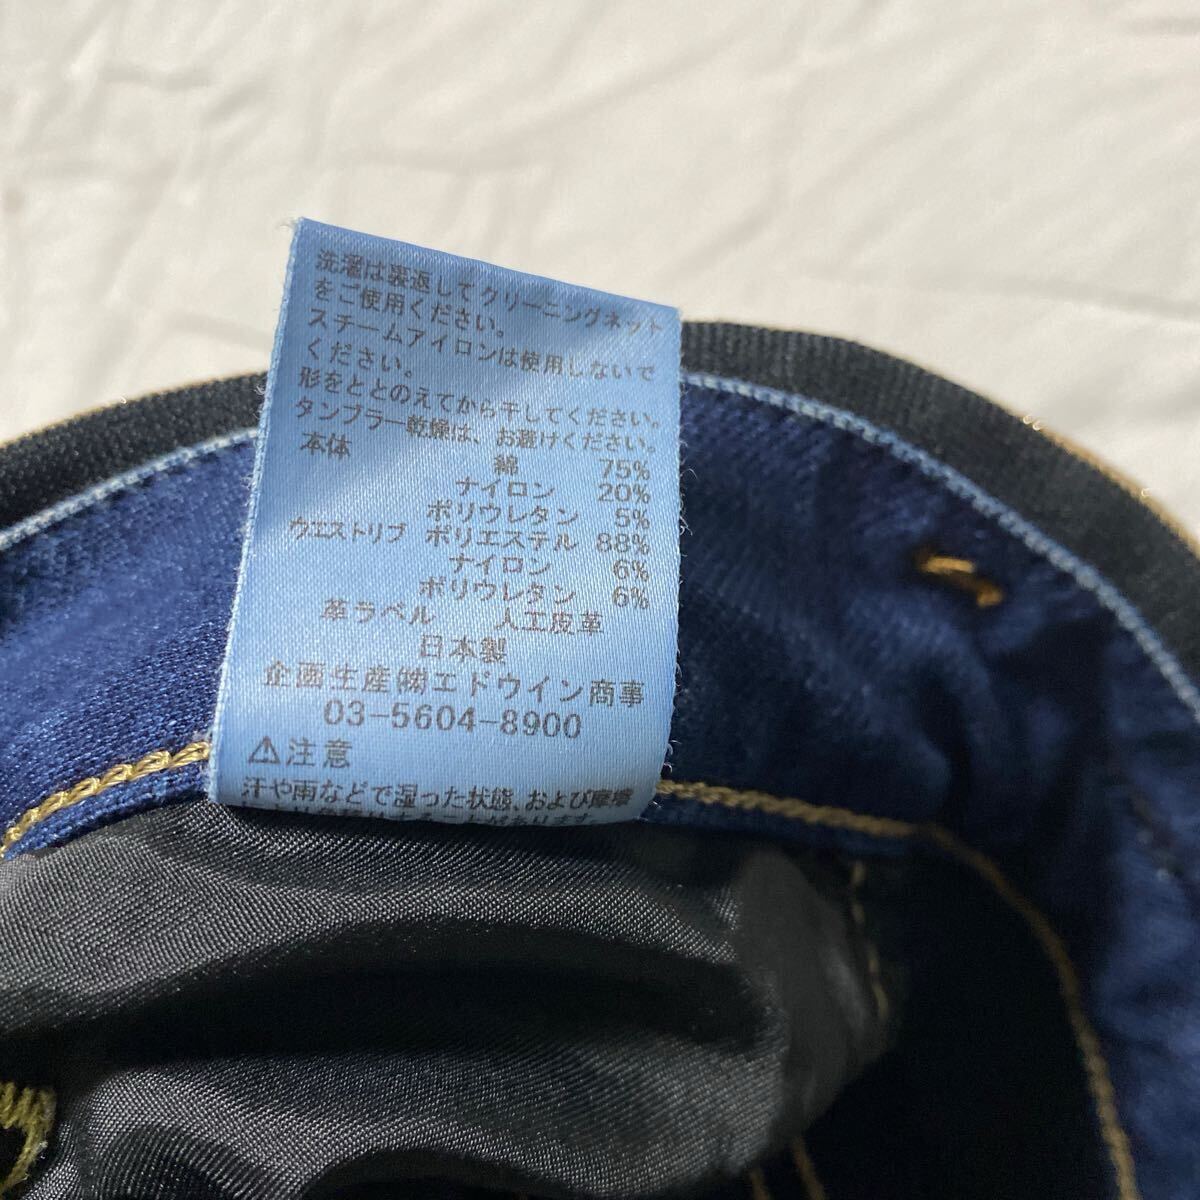 洗濯は裏返してクリーニングネット
をご使用ください。
スチームアイロンは使用しないで
ください。
形をととのえてから干してください。
タンブラー乾燥は、お避けください。
本体 綿 75%
ナイロン 20%
ポリウレタン 5%
ウエストリブ ポリエステル 88%
ナイロン 6%
ポリウレタン 6%
革ラベル 人工皮革
日本製
企画生産㈱エドウイン商事
03-5604-8900
⚠注意
汗や雨などで湿った状態、および摩擦